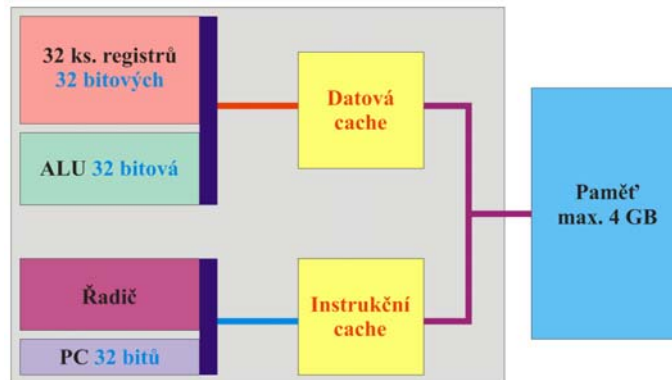 32 ks. registrů
32 bitových
ALU 32 bitová
Datová
cache
Paměť
max. 4 GB
Řadič
PC 32 bitů
Instrukční
cache